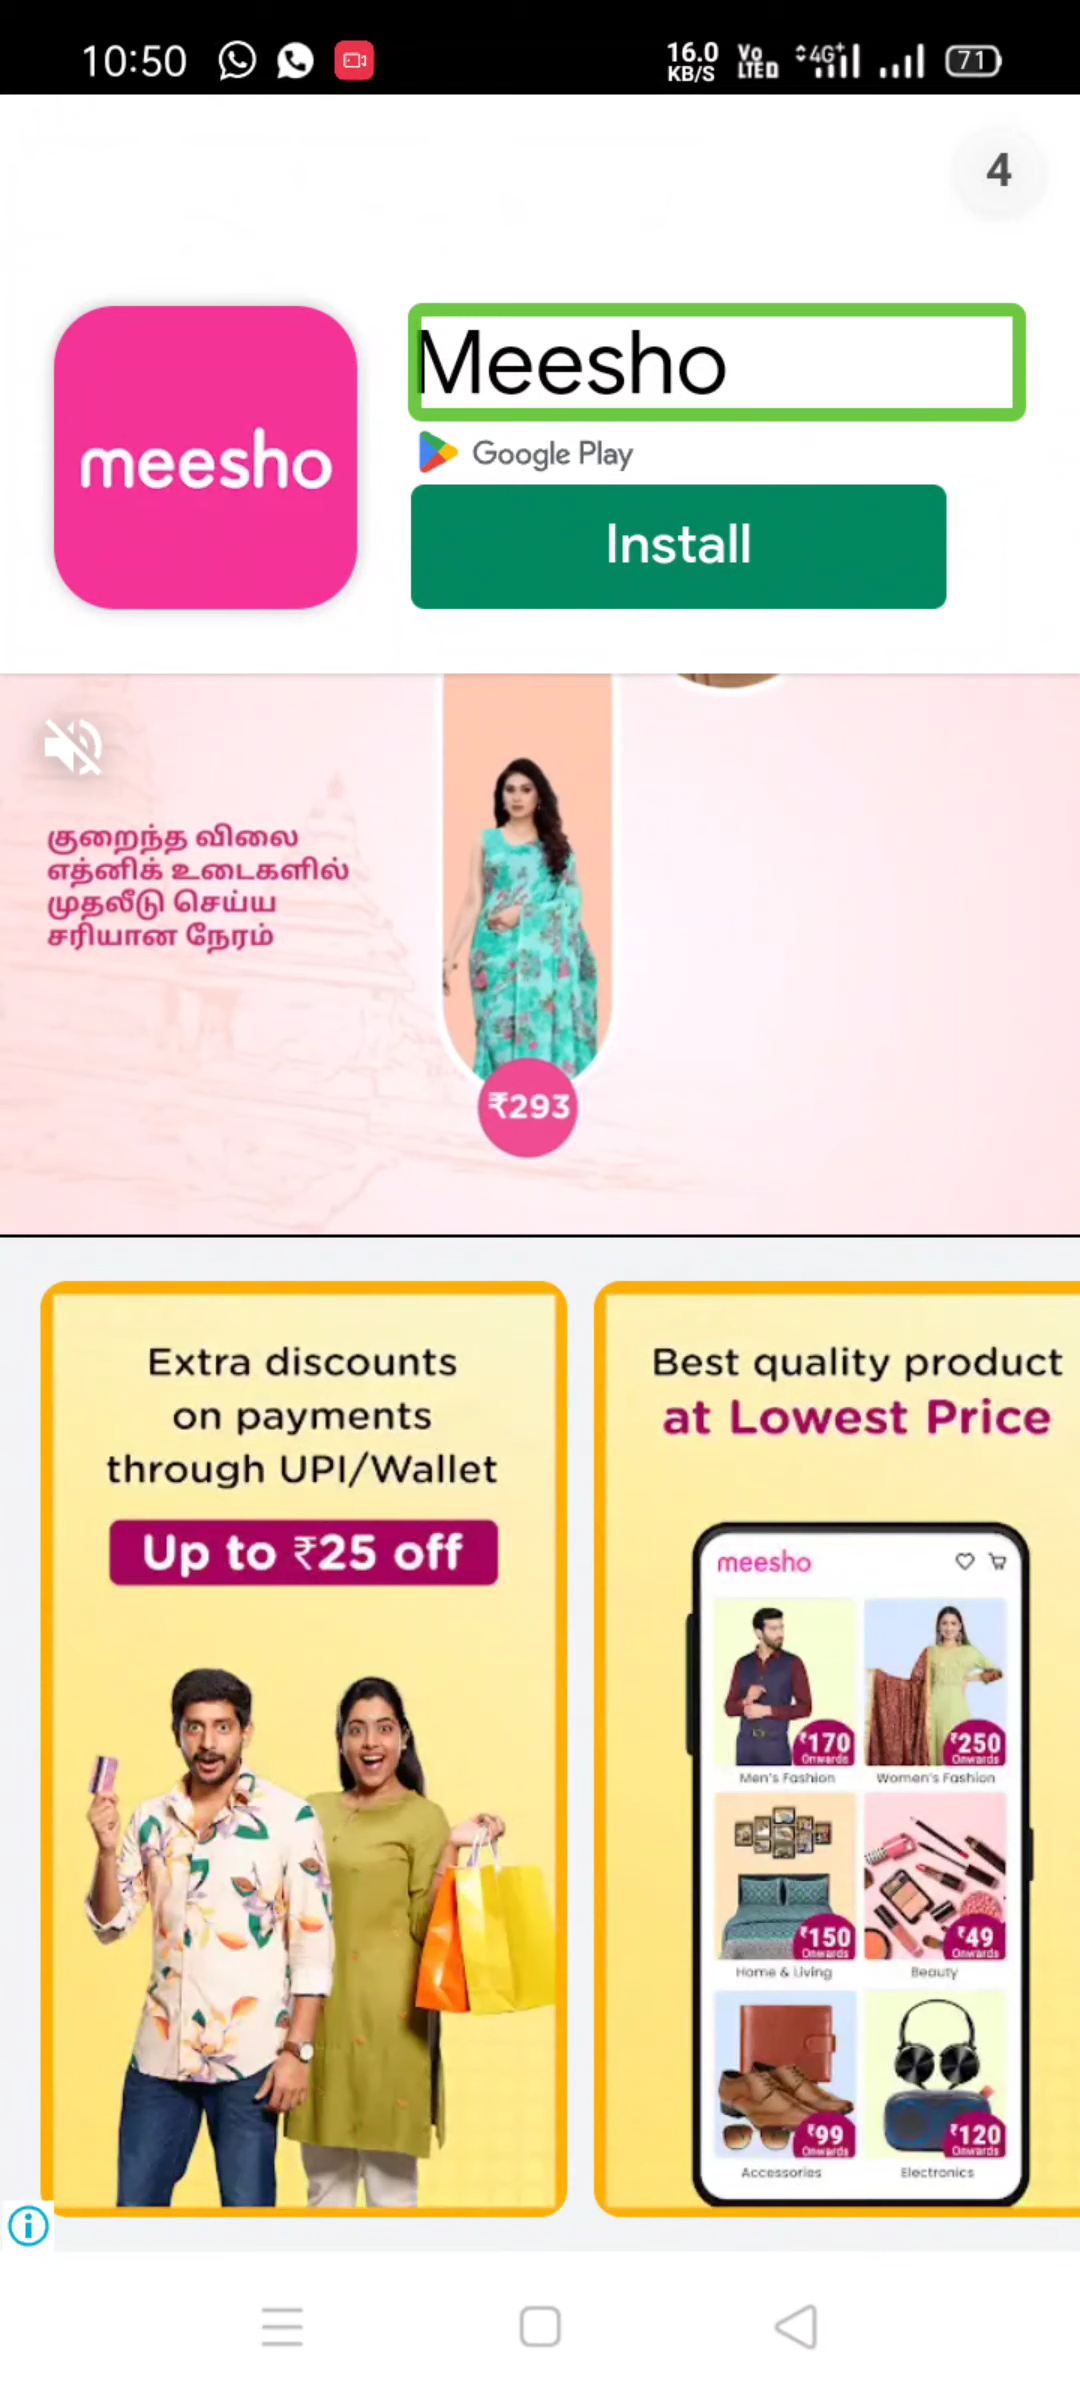 10:50
16.0
KB/S
Vo
LTED
4G+
71
4
meesho
Meesho
Google Play
Install
குறைந்த விலை
எத்னிக் உடைகளில்
முதலீடு செய்ய
சரியான நேரம்
₹293
Extra discounts
on payments
through UPI/Wallet
Up to ₹25 off
Best quality product
at Lowest Price
meesho
₹170
Onwards
Men's Fashion
₹250
Onwards
Women's Fashion
₹150
Onwards
Home & Living
₹49
Onwards
Beauty
₹99
Onwards
Accessories
₹120
Onwards
Electronics